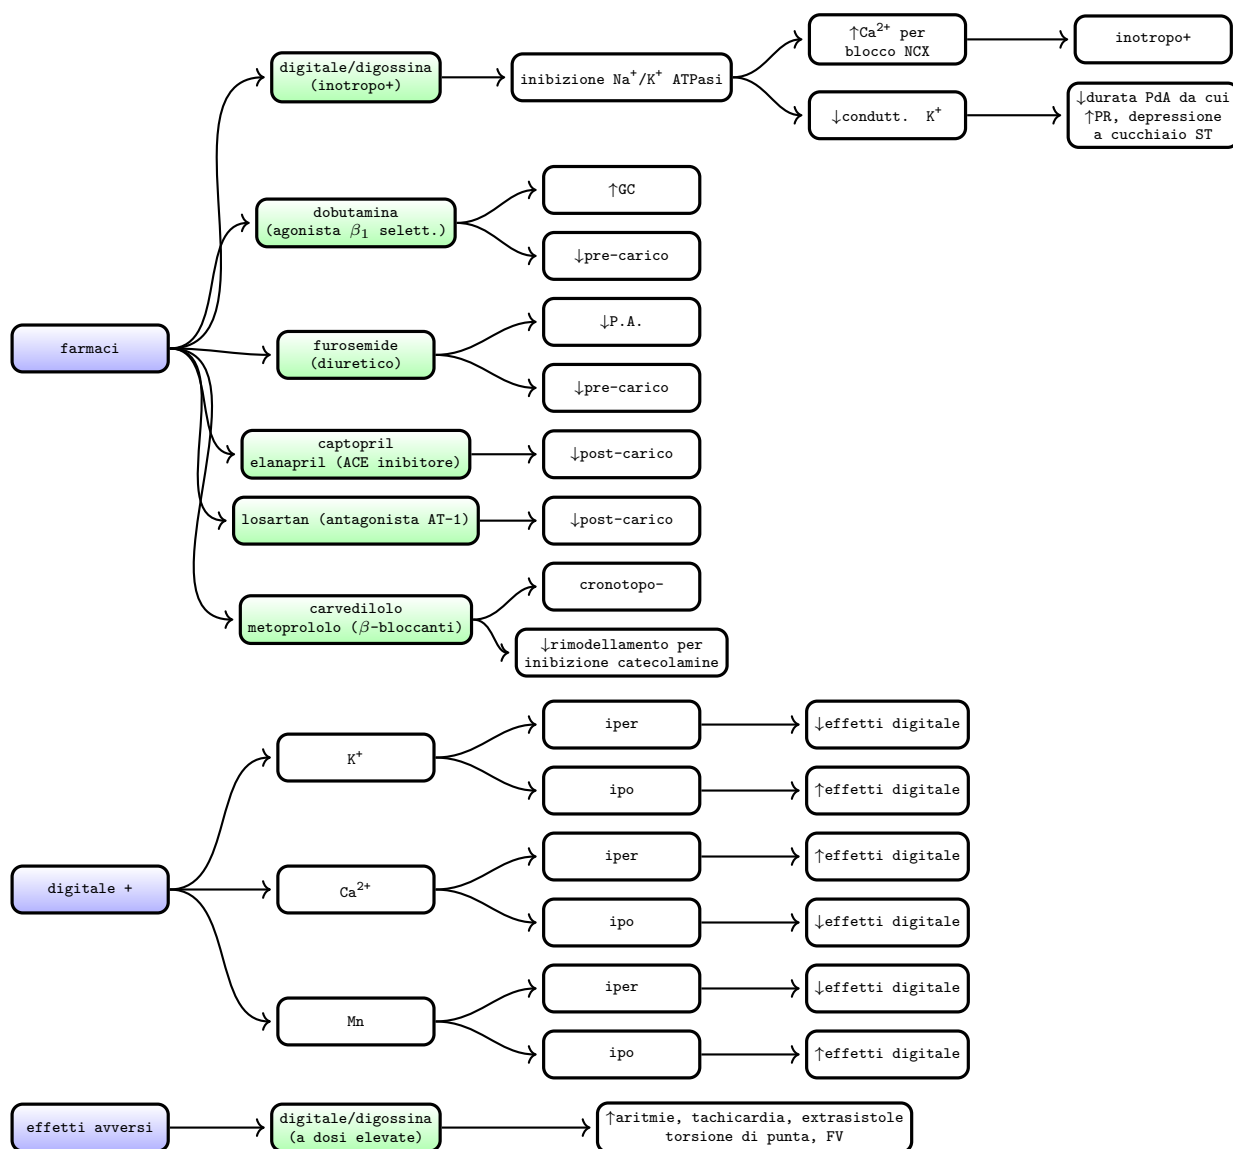 farmaci
digitale/digossina
(inotropo+)
inibizione Na⁺/K⁺ ATPasi
↑Ca²⁺ per
blocco NCX
inotropo+
↓condutt. K⁺
↓durata PdA da cui
↑PR, depressione
a cucchiaio ST
dobutamina
(agonista β₁ selett.)
↑GC
↓pre-carico
furosemide
(diuretico)
↓P.A.
↓pre-carico
captopril
elanapril (ACE inibitore)
↓post-carico
losartan (antagonista AT-1)
↓post-carico
carvedilolo
metoprololo (β-bloccanti)
cronotopo-
↓rimodellamento per
inibizione catecolamine
digitale +
K⁺
iper
↓effetti digitale
ipo
↑effetti digitale
Ca²⁺
iper
↑effetti digitale
ipo
↓effetti digitale
Mn
iper
↓effetti digitale
ipo
↑effetti digitale
effetti avversi
digitale/digossina
(a dosi elevate)
↑aritmie, tachicardia, extrasistole
torsione di punta, FV